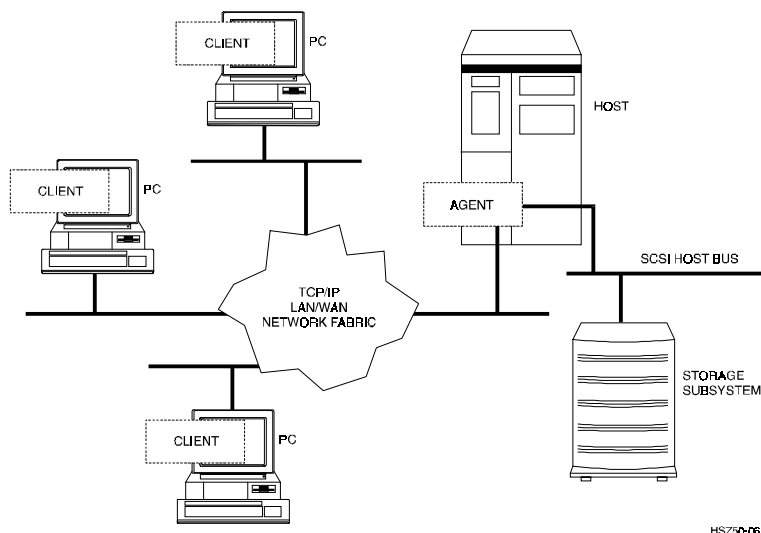 CLIENT
PC
HOST
CLIENT
PC
AGENT
SCSI HOST BUS
TCP/IP
LAN/WAN
NETWORK FABRIC
STORAGE
SUBSYSTEM
CLIENT
PC
HSZ50-06